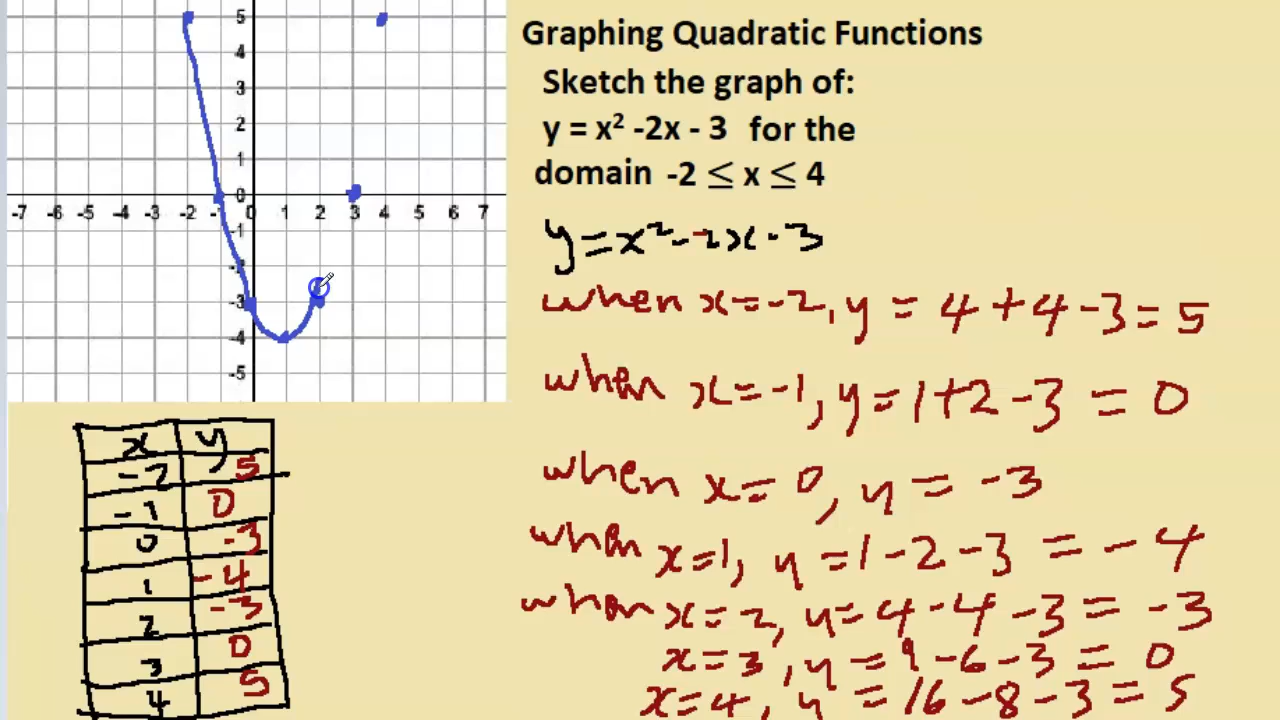 5
4
3
2
1
0
-7 -6 -5 -4 -3 -2 -1 0 1 2 3 4 5 6 7
-1
-2
-3
-4
-5
Graphing Quadratic Functions
Sketch the graph of:
y = x² -2x - 3 for the
domain -2 ≤ x ≤ 4
y = x² - 2x - 3
when x = -2, y = 4 + 4 - 3 = 5
when x = -1, y = 1 + 2 - 3 = 0
when x = 0, y = -3
when x = 1, y = 1 - 2 - 3 = -4
when x = 2, y = 4 - 4 - 3 = -3
x = 3, y = 9 - 6 - 3 = 0
x = 4, y = 16 - 8 - 3 = 5
x y
-2 5
-1 0
0 -3
1 -4
2 -3
3 0
4 5